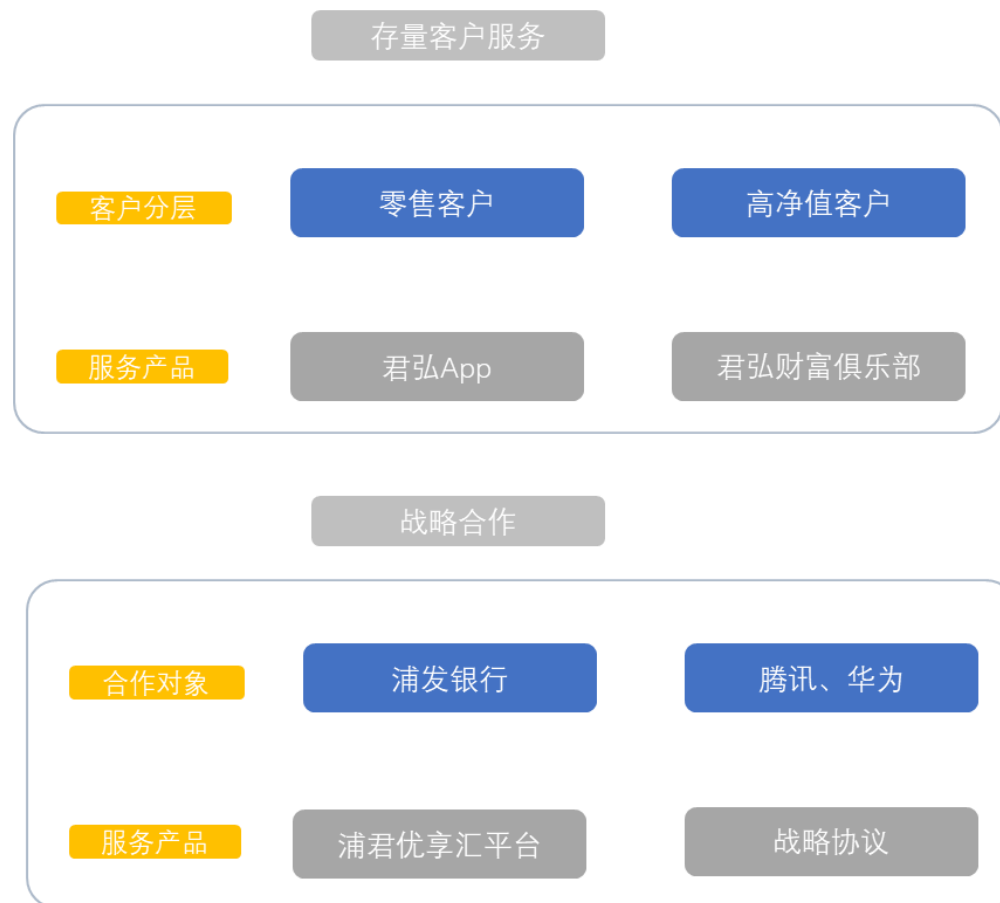 存量客户服务
客户分层
零售客户
高净值客户
服务产品
君弘App
君弘财富俱乐部
战略合作
合作对象
浦发银行
腾讯、华为
服务产品
浦君优享汇平台
战略协议